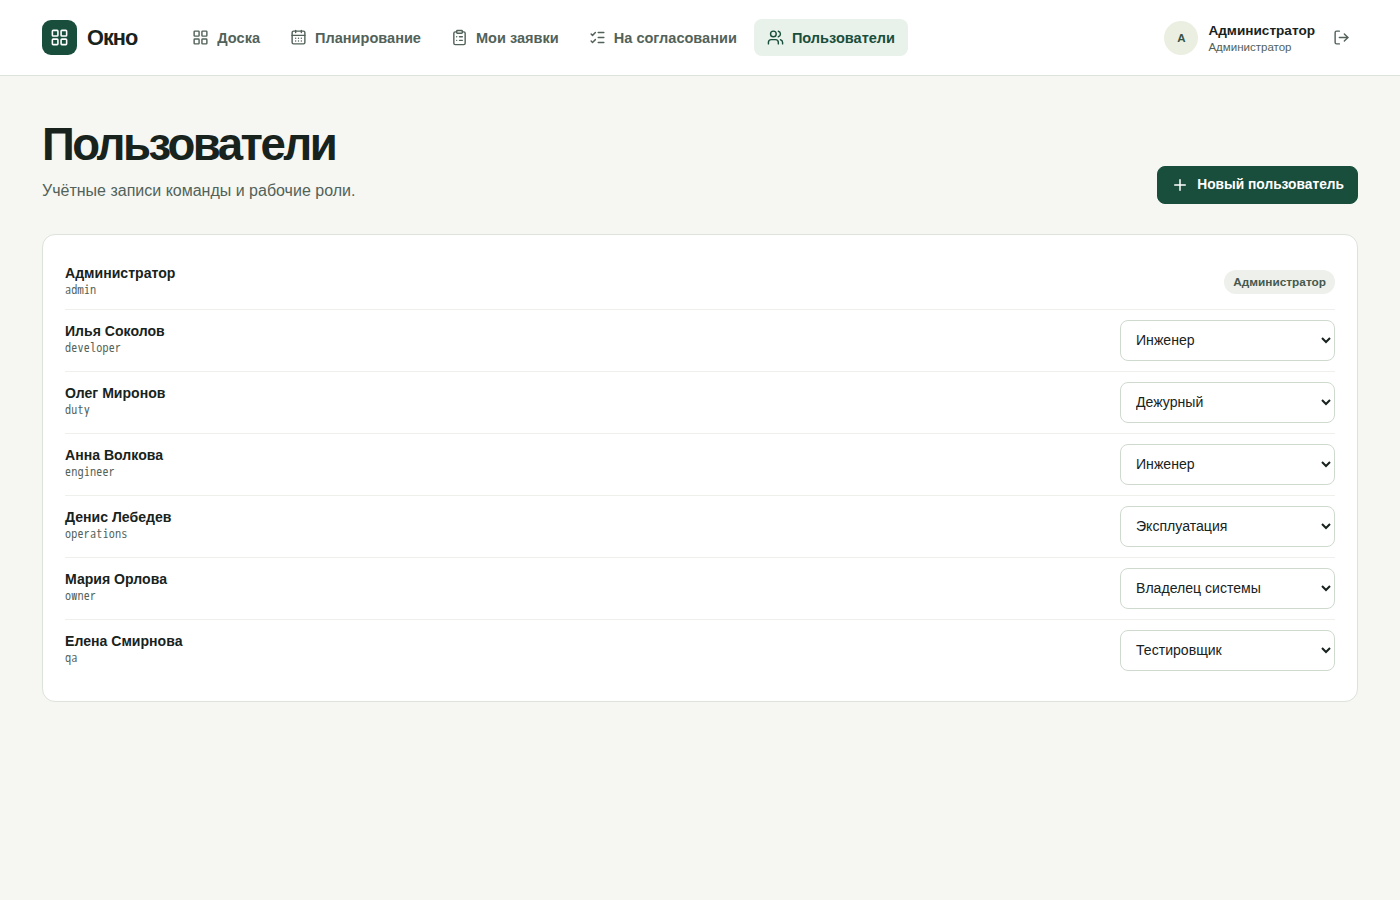 Окно
Доска
Планирование
Мои заявки
На согласовании
Пользователи
А
Администратор
Администратор
Пользователи
Учётные записи команды и рабочие роли.
Новый пользователь
Администратор
admin
Администратор
Илья Соколов
developer
Инженер
Олег Миронов
duty
Дежурный
Анна Волкова
engineer
Инженер
Денис Лебедев
operations
Эксплуатация
Мария Орлова
owner
Владелец системы
Елена Смирнова
qa
Тестировщик